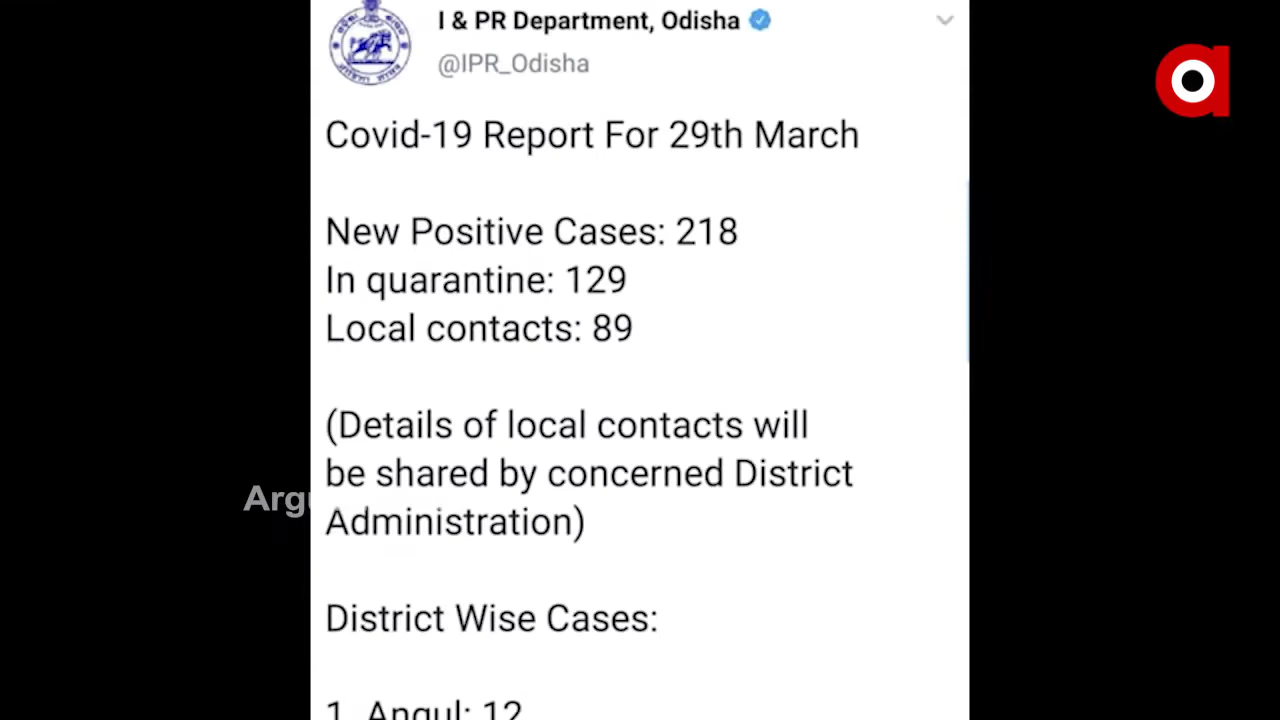 I & PR Department, Odisha
@IPR_Odisha
Covid-19 Report For 29th March
New Positive Cases: 218
In quarantine: 129
Local contacts: 89
(Details of local contacts will
be shared by concerned District
Administration)
District Wise Cases:
1. Angul: 12